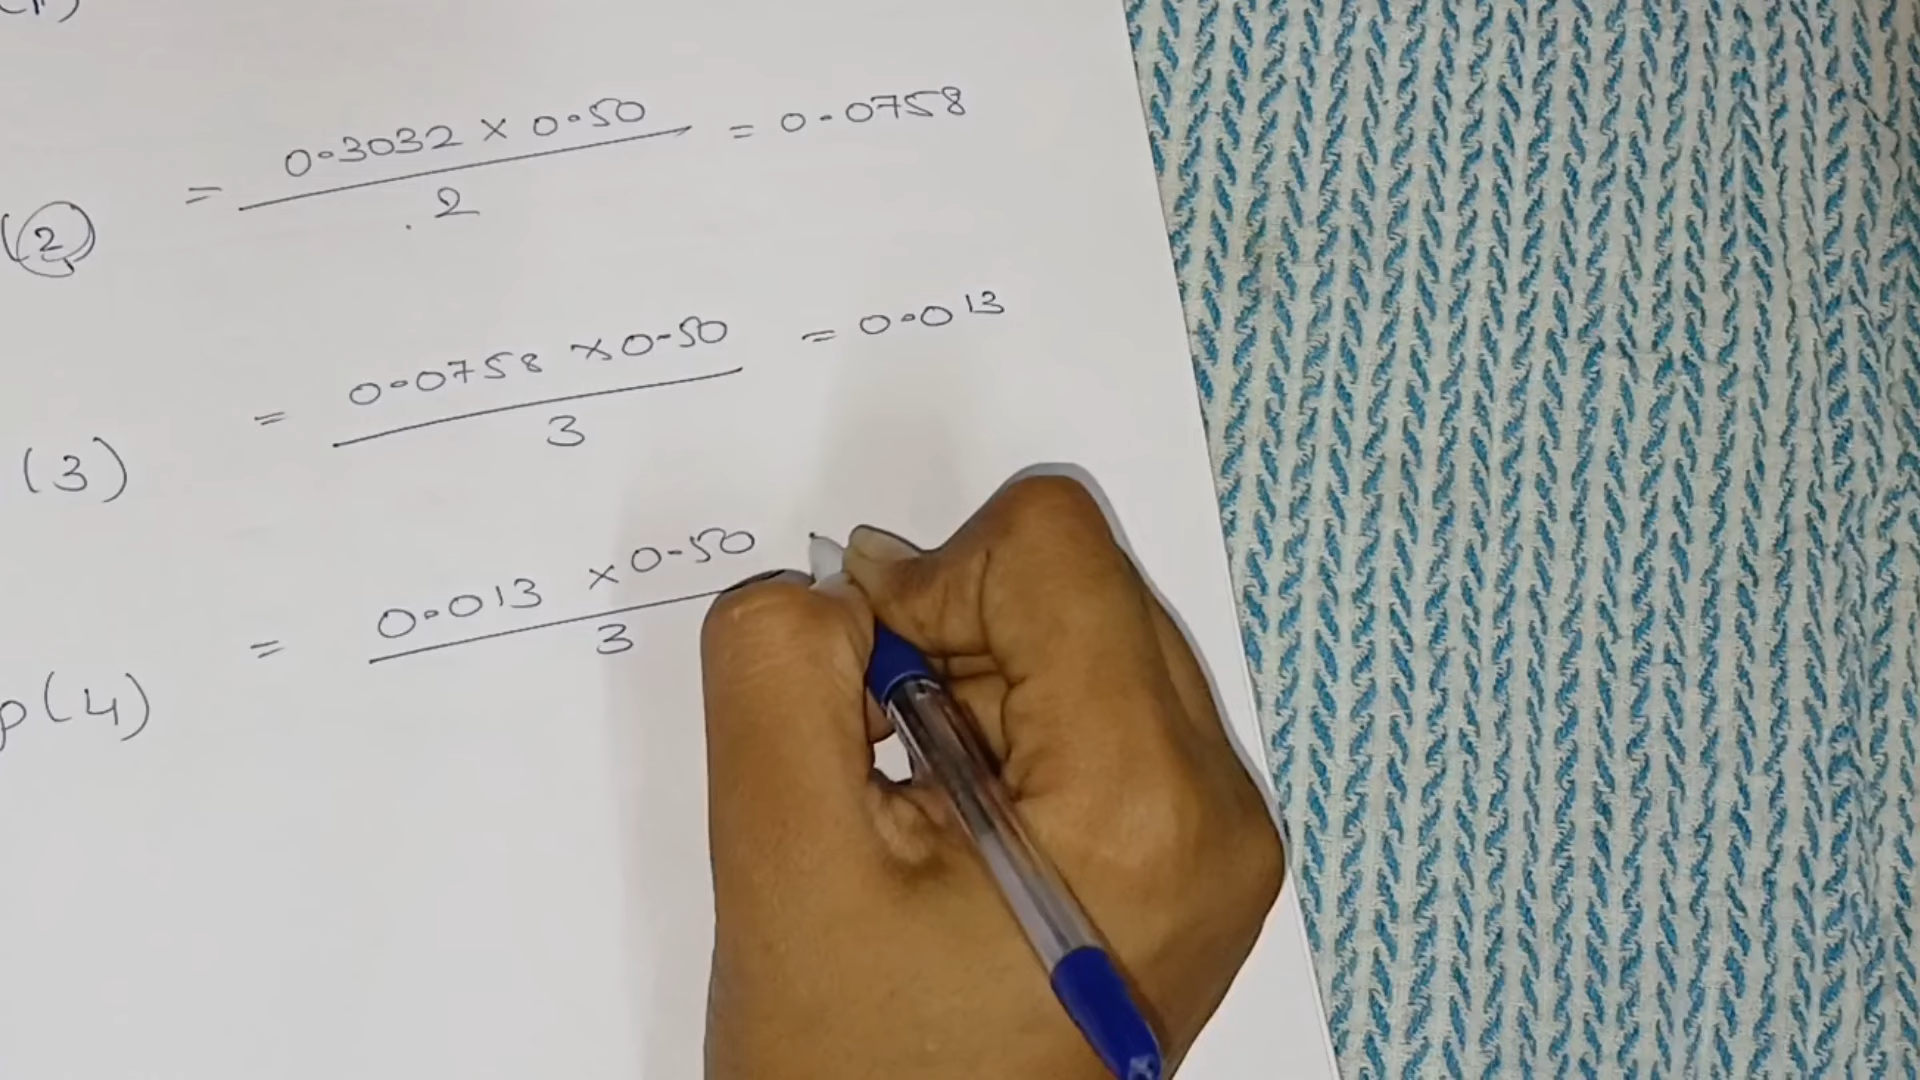 (2) = 0.3032 × 0.50 / 2 = 0.0758
(3) = 0.0758 × 0.50 / 3 = 0.013
p(4) = 0.013 × 0.50 / 3